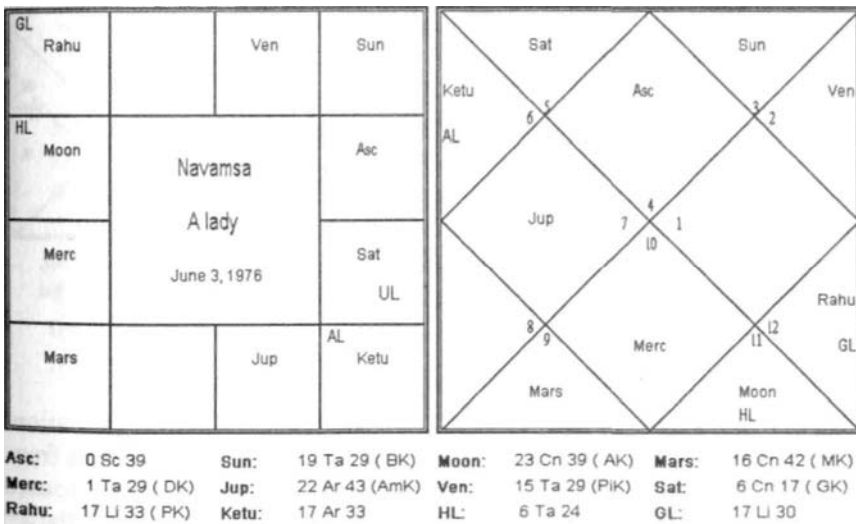 GL
Rahu
Ven
Sun
HL
Moon
Navamsa
A lady
June 3, 1976
Asc
Merc
Sat
UL
Mars
Jup
AL
Ketu
Sat
Sun
Ketu
Asc
Ven
6 5
3 2
AL
Jup
4
7 1
10
Rahu
8
9
12
11
GL
Merc
Mars
Moon
HL
Asc: 0 Sc 39 Sun: 19 Ta 29 ( BK) Moon: 23 Cn 39 ( AK) Mars: 16 Cn 42 ( MK)
Merc: 1 Ta 29 ( DK) Jup: 22 Ar 43 (AmK) Ven: 15 Ta 29 (PiK) Sat: 6 Cn 17 ( GK)
Rahu: 17 Li 33 ( PK) Ketu: 17 Ar 33 HL: 6 Ta 24 GL: 17 Li 30